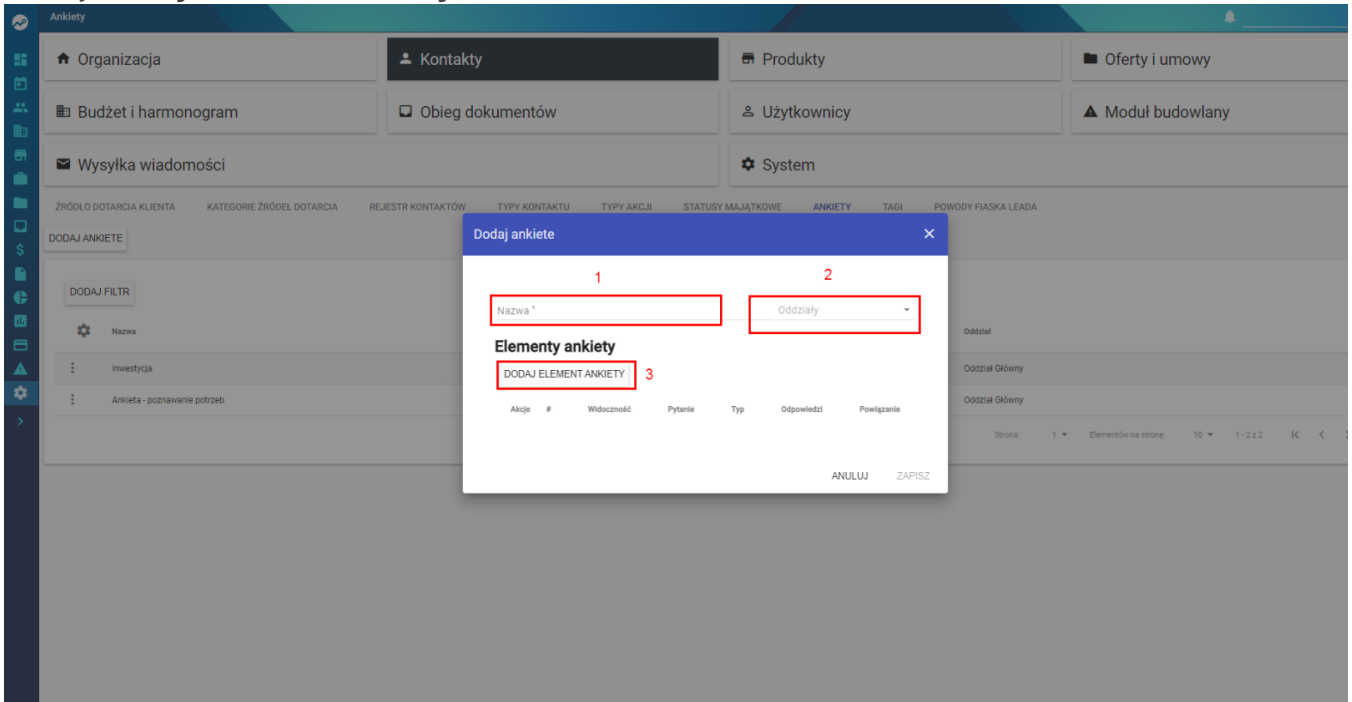 Ankiety
Organizacja
Kontakty
Produkty
Oferty i umowy
Budżet i harmonogram
Obieg dokumentów
Użytkownicy
Moduł budowlany
Wysyłka wiadomości
System
ŹRÓDŁO DOTARCIA KLIENTA KATEGORIE ŹRÓDEŁ DOTARCIA REJESTR KONTAKTÓW TYPY KONTAKTU TYPY AKCJI STATUSY MAJĄTKOWE ANKIETY TAGI POWODY FIASKA LEADA
DODAJ ANKIETE
Dodaj ankiete
1
2
DODAJ FILTR
Nazwa *
Oddziały
Nazwa
Oddział
Elementy ankiety
inwestycja
DODAJ ELEMENT ANKIETY 3
Oddział Główny
Ankieta - poznawanie potrzeb
Oddział Główny
Akcje # Widoczność Pytanie Typ Odpowiedzi Powiązanie
Strona: 1 Elementów na stronę: 10 1 - 2 z 2
ANULUJ ZAPISZ